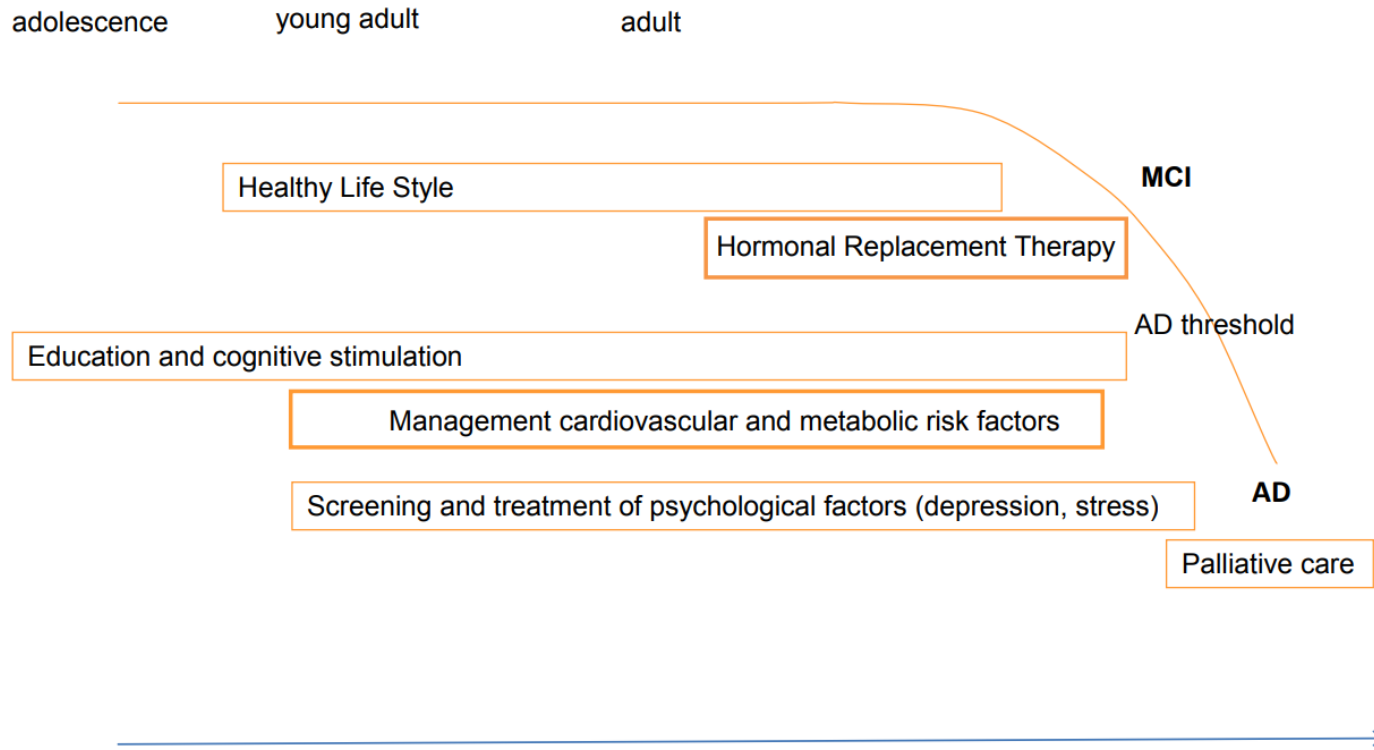 adolescence
young adult
adult
MCI
Healthy Life Style
Hormonal Replacement Therapy
AD threshold
Education and cognitive stimulation
Management cardiovascular and metabolic risk factors
AD
Screening and treatment of psychological factors (depression, stress)
Palliative care